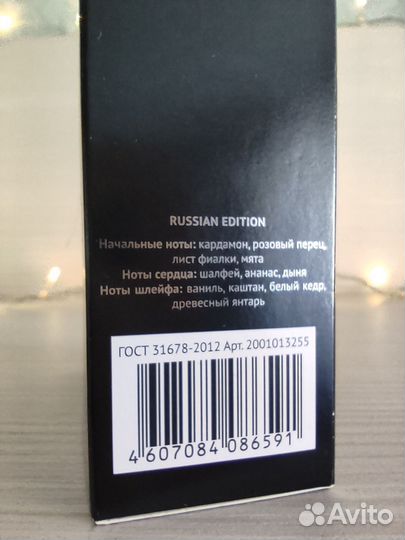 RUSSIAN EDITION
Начальные ноты: кардамон, розовый перец,
лист фиалки, мята
Ноты сердца: шалфей, ананас, дыня
Ноты шлейфа: ваниль, каштан, белый кедр,
древесный янтарь
ГОСТ 31678-2012 Арт. 2001013255
4 607084 086591
Avito